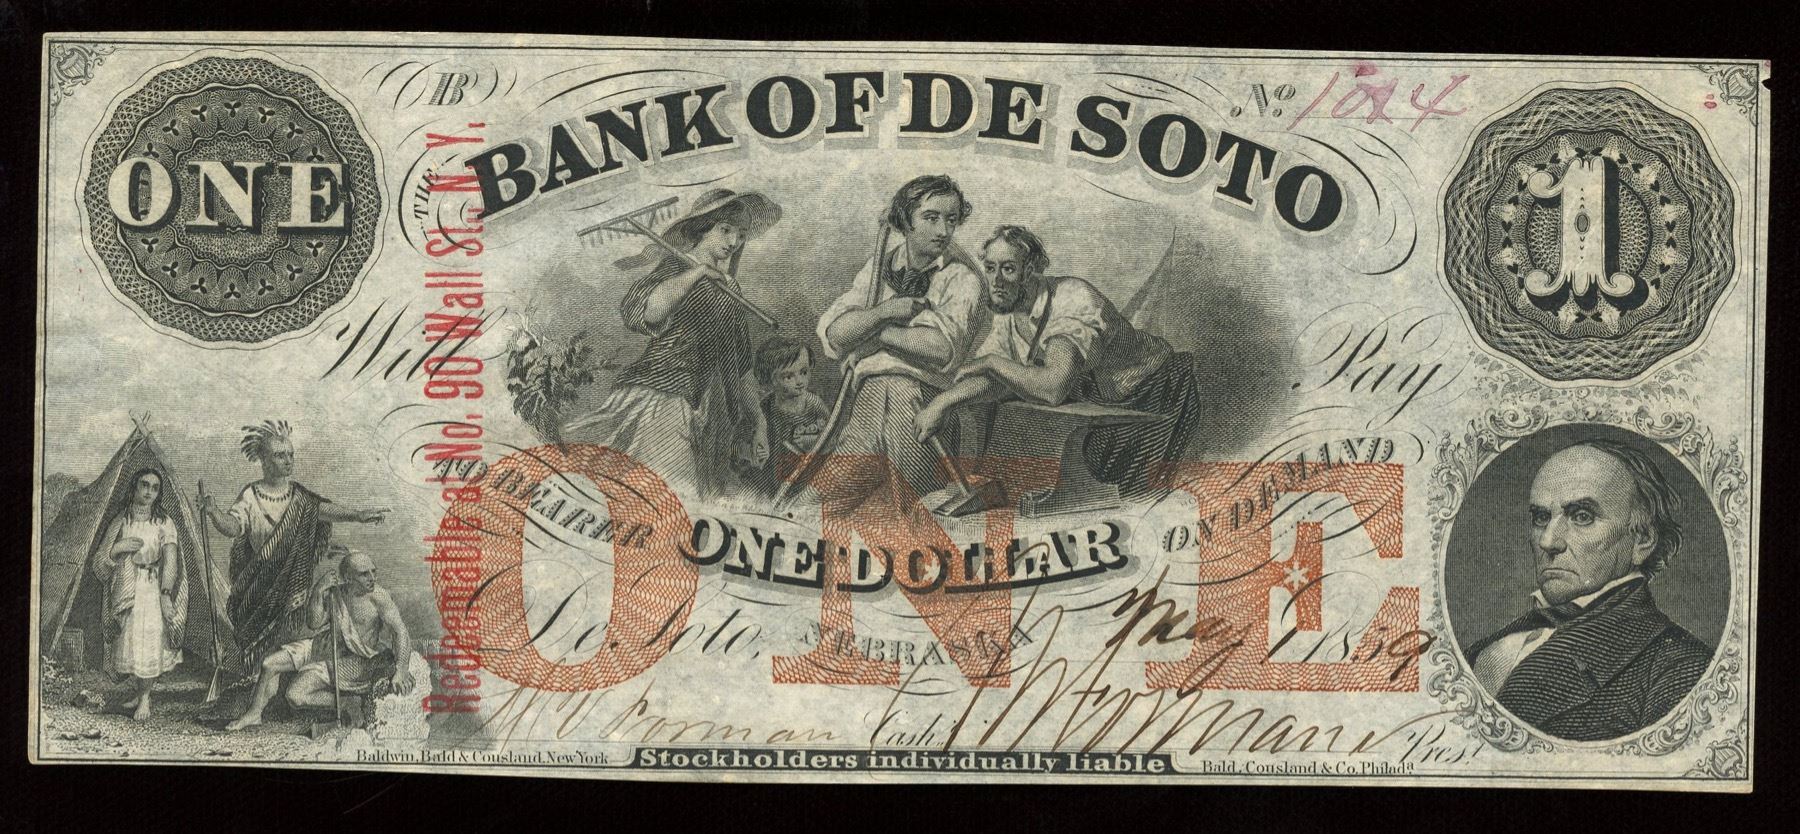 B
No 1014
THE
BANK OF DE SOTO
ONE
1
Will Pay
TO BEARER ON DEMAND
ONE DOLLAR
ONE
De Soto, NEBRASKA May 1 1859
Cash. Prest
Stockholders individually liable
Baldwin, Bald & Cousland. New York
Bald, Cousland & Co. Philada
Redeemable at No. 90 Wall St., N.Y.